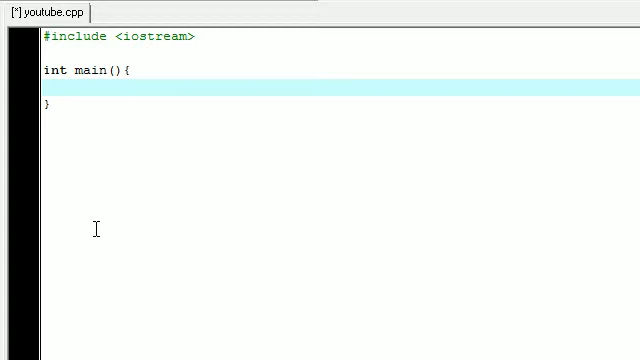 [*] youtube.cpp
#include <iostream>
int main(){
}